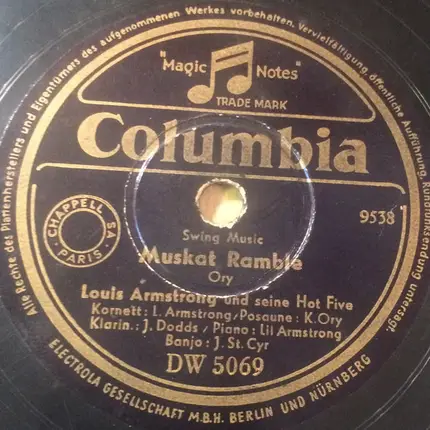 Alle Rechte des Plattenherstellers und Eigentümers des aufgenommenen Werkes vorbehalten. Vervielfältigung, öffentliche Aufführung, Rundfunksendung untersagt.
"Magic Notes"
TRADE MARK
Columbia
CHAPPELL SA
PARIS
9538
Swing Music
Muskat Ramble
Ory
Louis Armstrong und seine Hot Five
Kornett: L. Armstrong/Posaune: K.Ory
Klarin.: J. Dodds/Piano: Lil Armstrong
Banjo: J. St. Cyr
DW 5069
ELECTROLA GESELLSCHAFT M.B.H. BERLIN UND NÜRNBERG